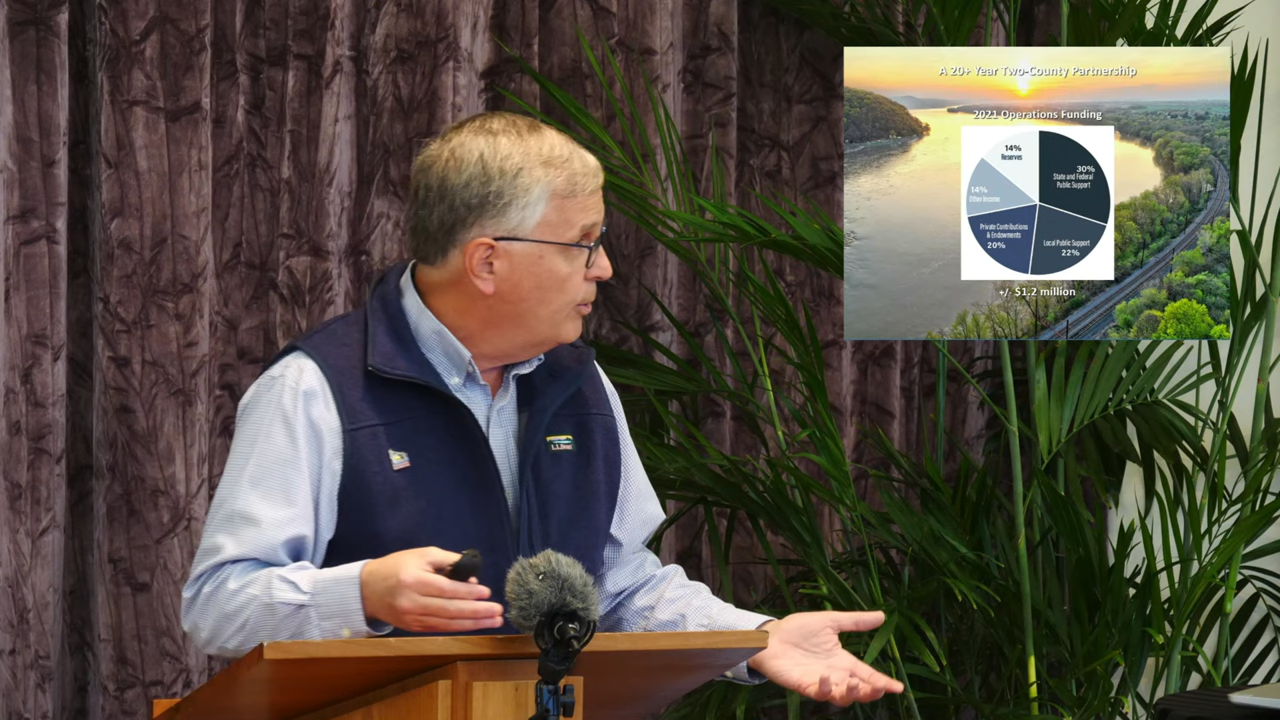 A 20+ Year Two-County Partnership
2021 Operations Funding
14%
Reserves
30%
State and Federal
Public Support
14%
Other Income
Private Contributions
& Endowments
20%
Local Public Support
22%
+/- $1.2 million
L.L.Bean